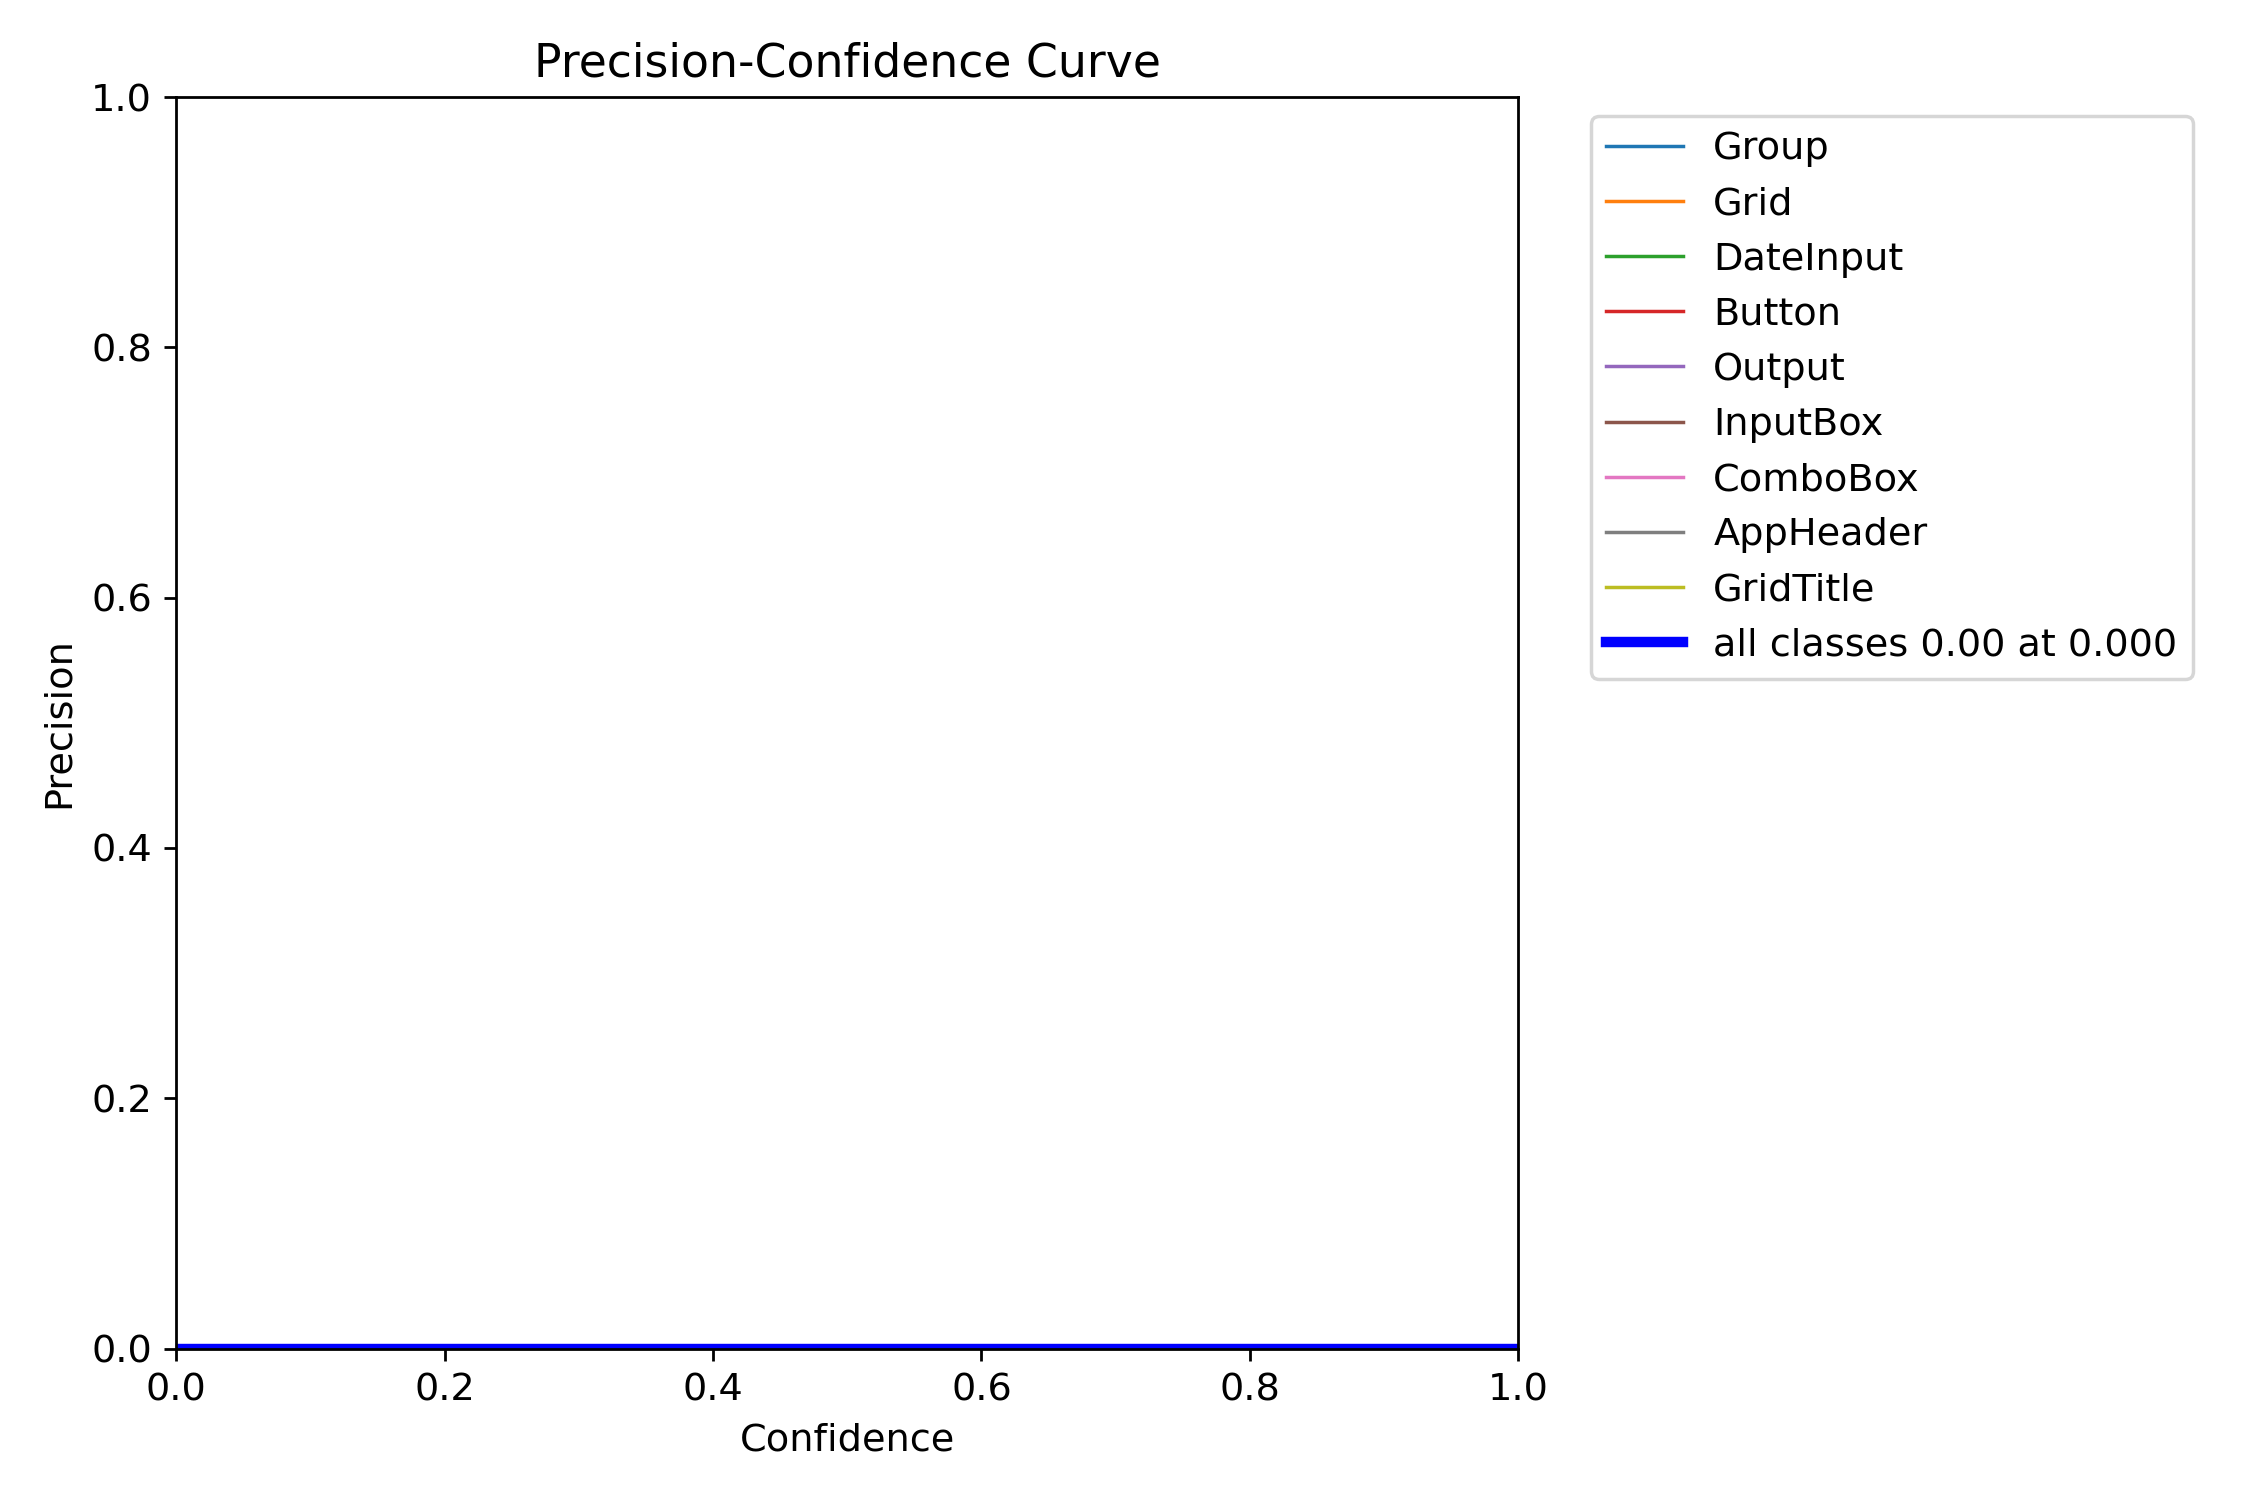 Precision-Confidence Curve
1.0
0.8
0.6
0.4
0.2
0.0
Precision
0.0 0.2 0.4 0.6 0.8 1.0
Confidence
Group
Grid
DateInput
Button
Output
InputBox
ComboBox
AppHeader
GridTitle
all classes 0.00 at 0.000